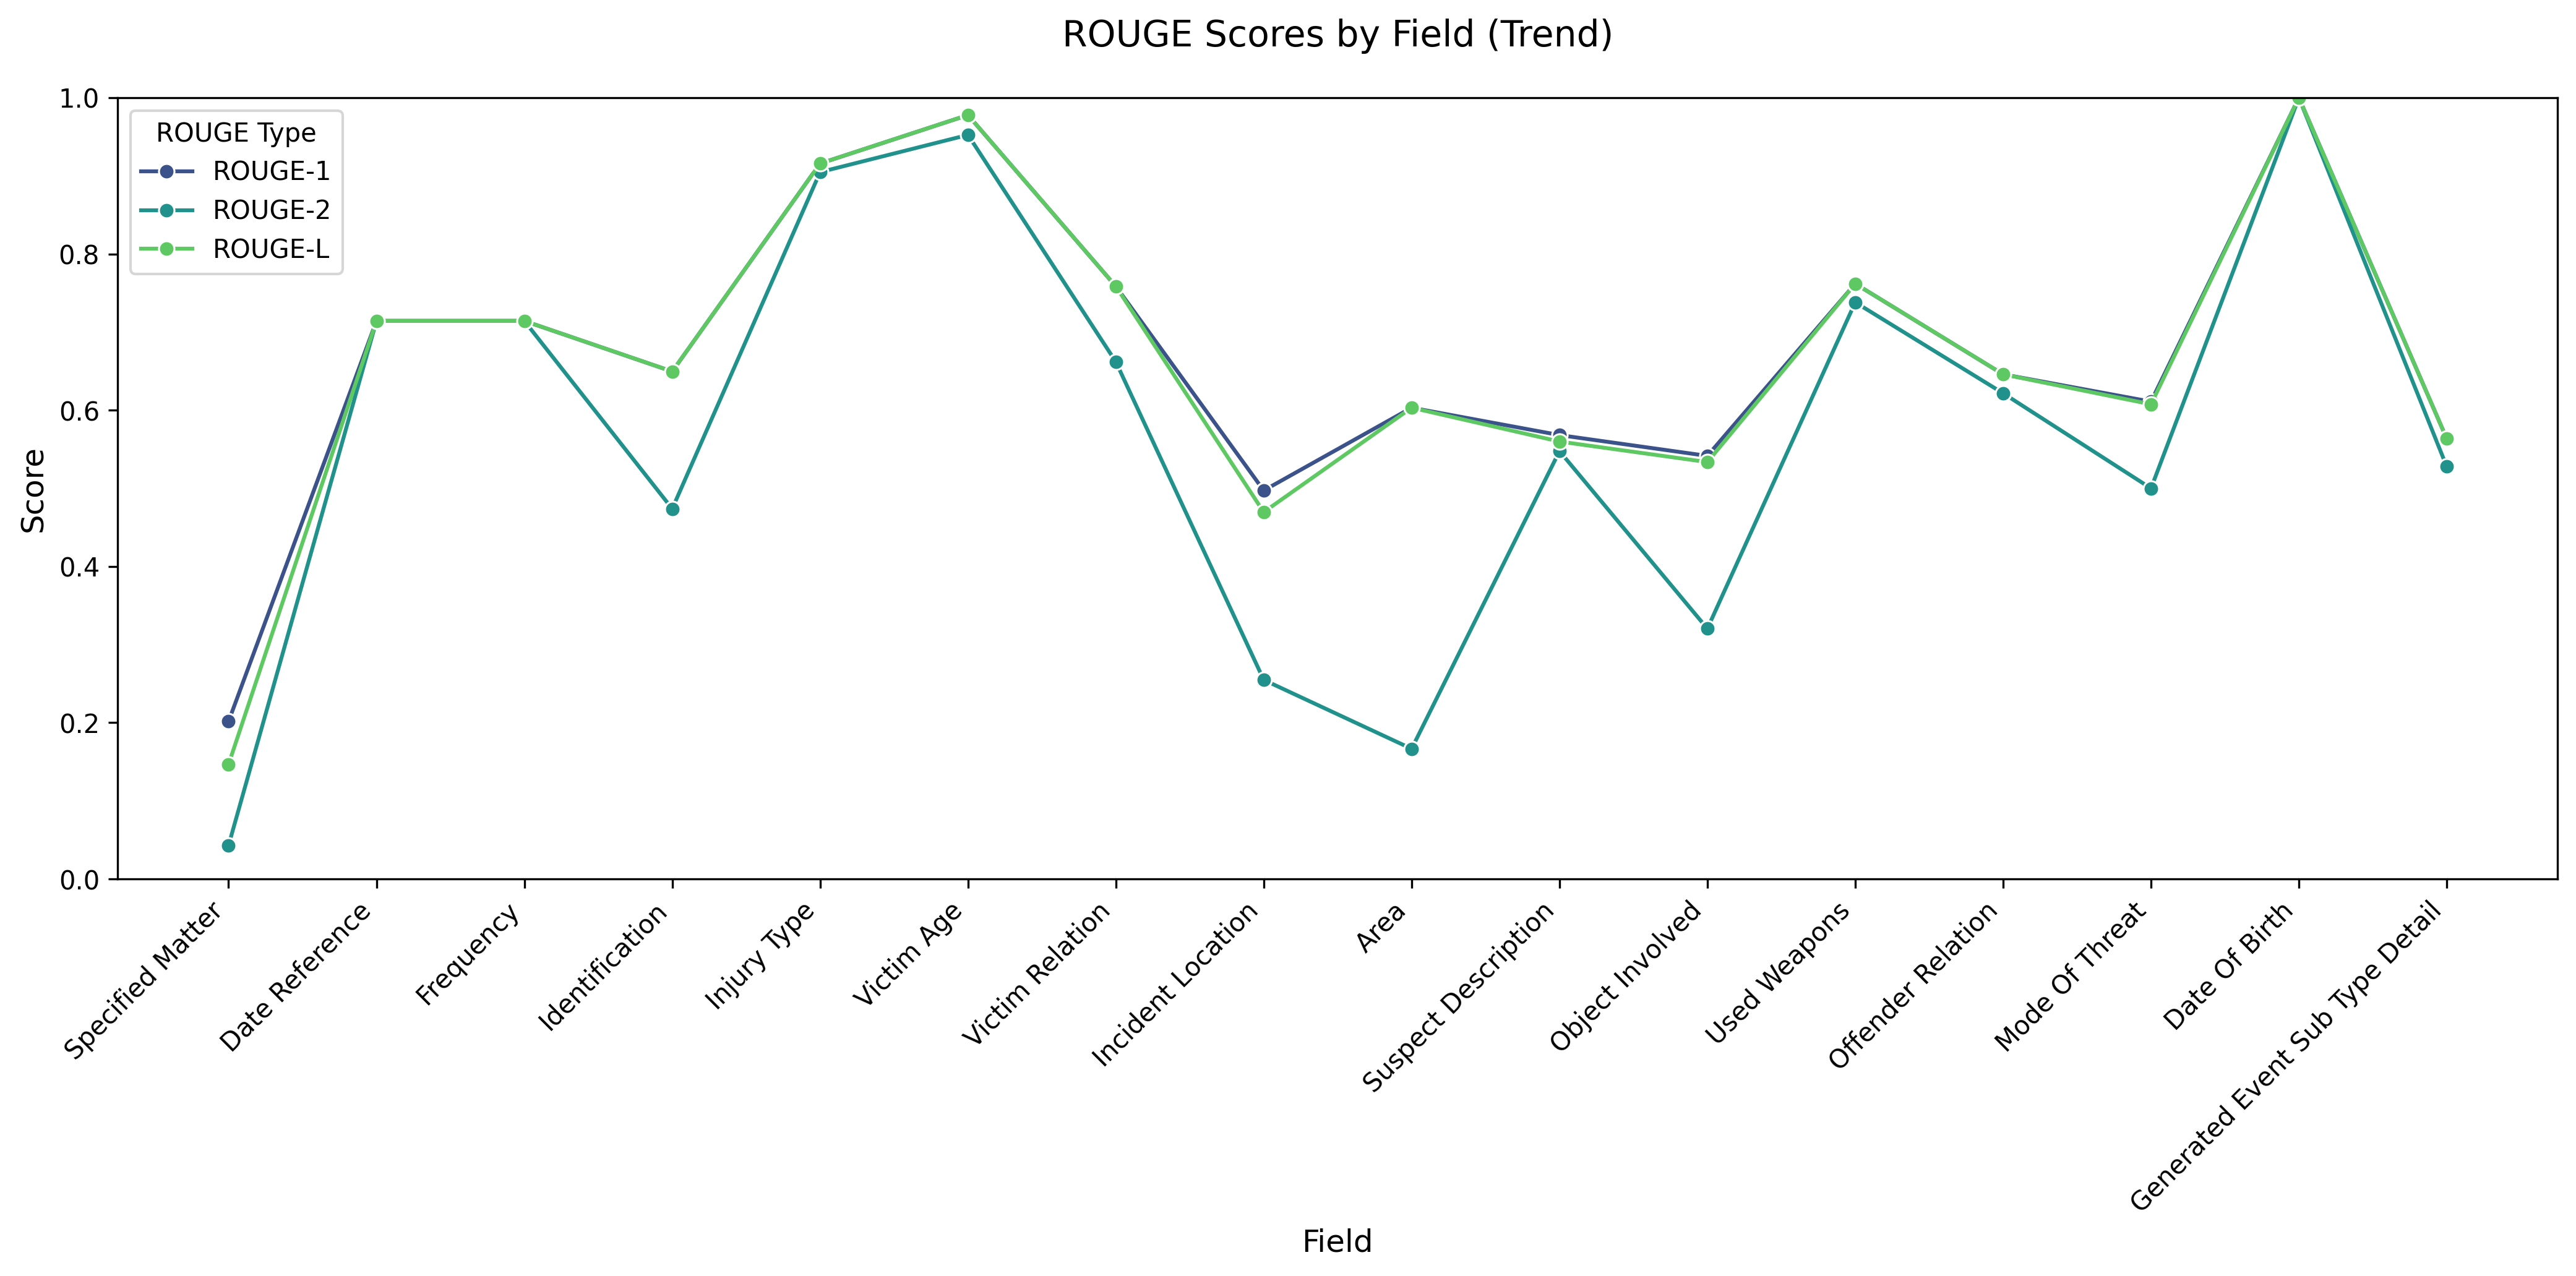 ROUGE Scores by Field (Trend)
ROUGE Type
ROUGE-1
ROUGE-2
ROUGE-L
Score
1.0
0.8
0.6
0.4
0.2
0.0
Specified Matter
Date Reference
Frequency
Identification
Injury Type
Victim Age
Victim Relation
Incident Location
Area
Suspect Description
Object Involved
Used Weapons
Offender Relation
Mode Of Threat
Date Of Birth
Generated Event Sub Type Detail
Field